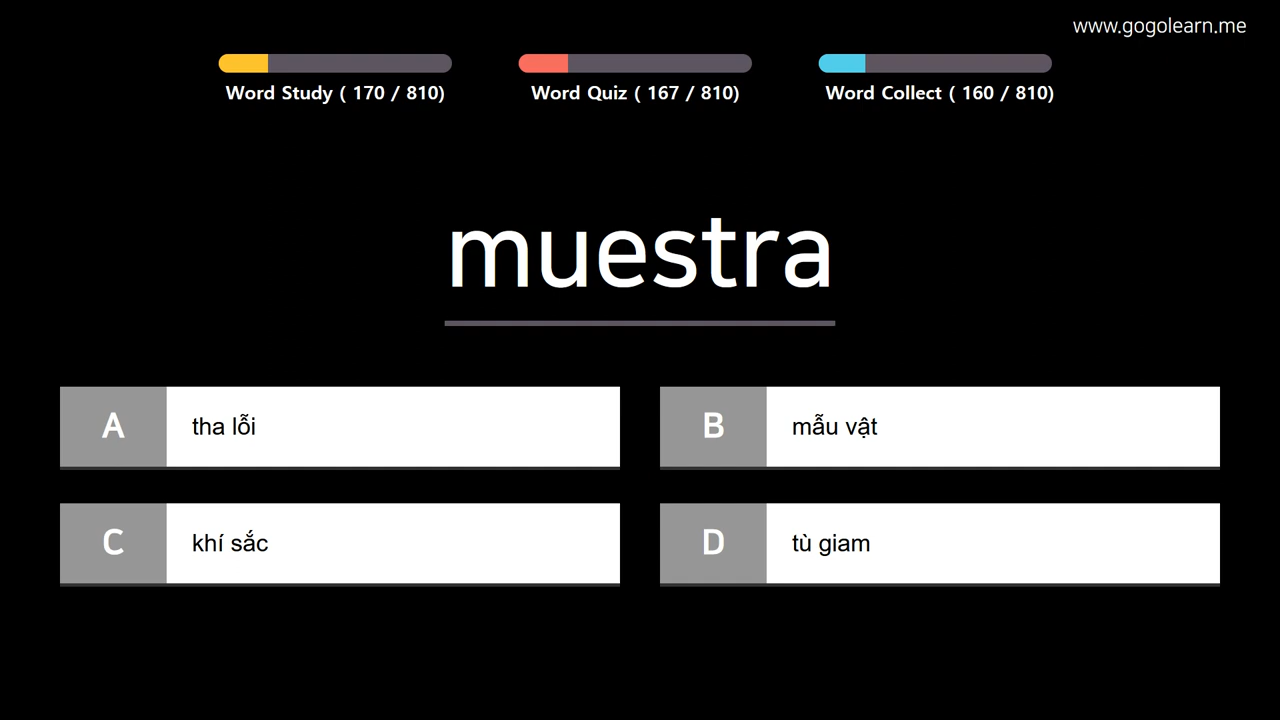 www.gogolearn.me
Word Study ( 170 / 810)
Word Quiz ( 167 / 810)
Word Collect ( 160 / 810)
muestra
A tha lỗi
B mẫu vật
C khí sắc
D tù giam